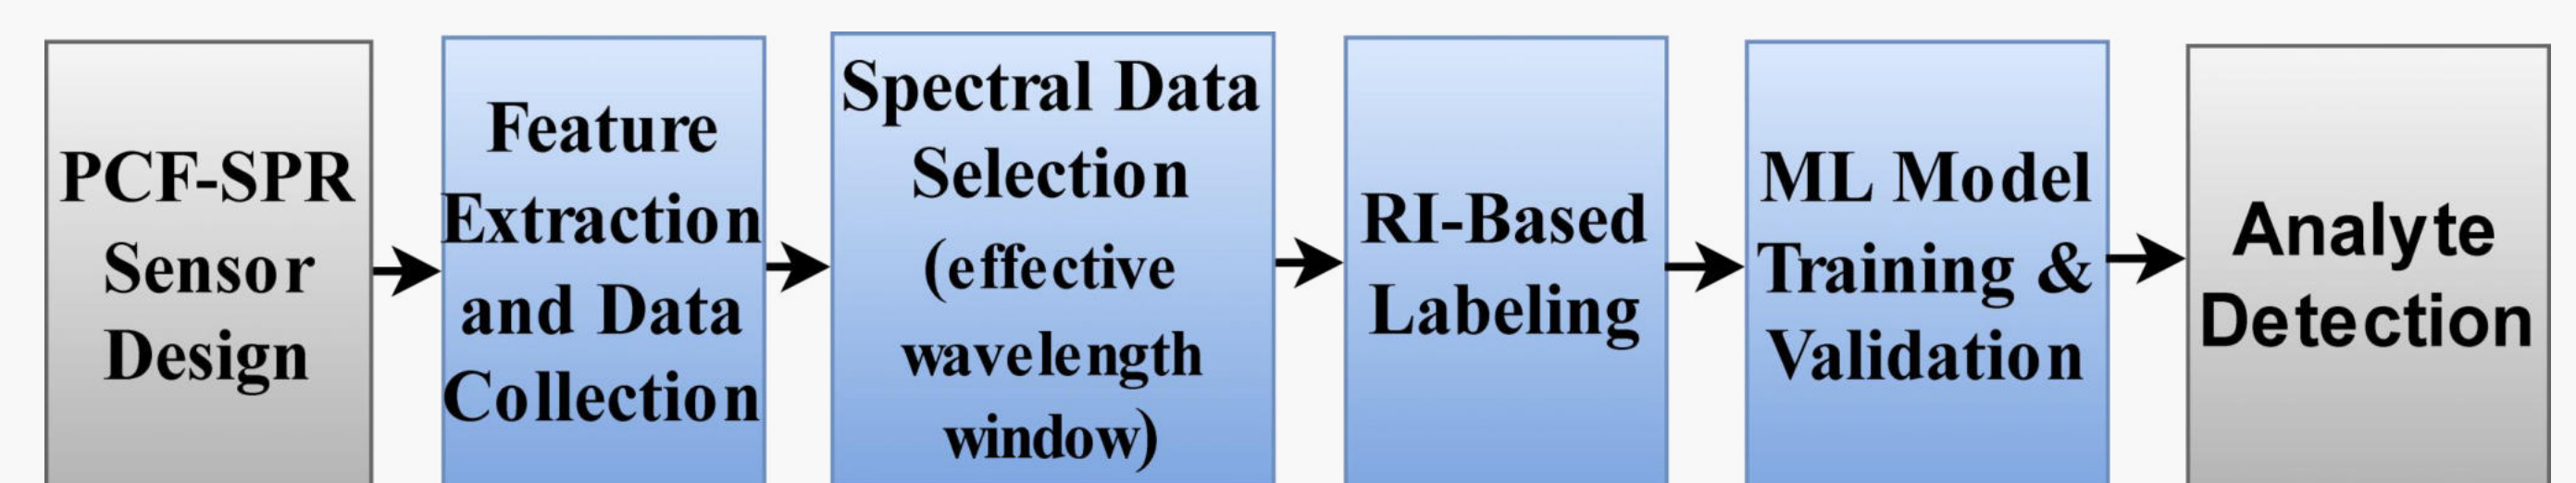 PCF-SPR
Sensor
Design
Feature
Extraction
and Data
Collection
Spectral Data
Selection
(effective
wavelength
window)
RI-Based
Labeling
ML Model
Training &
Validation
Analyte
Detection